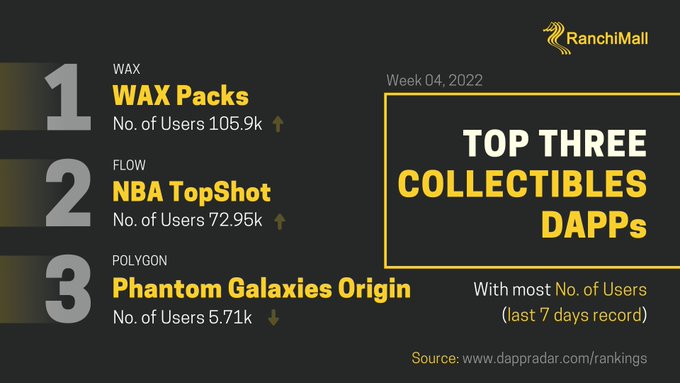 RanchiMall
Week 04, 2022
TOP THREE
COLLECTIBLES
DAPPs
With most No. of Users
(last 7 days record)
1
WAX
WAX Packs
No. of Users 105.9k
2
FLOW
NBA TopShot
No. of Users 72.95k
3
POLYGON
Phantom Galaxies Origin
No. of Users 5.71k
Source: www.dappradar.com/rankings